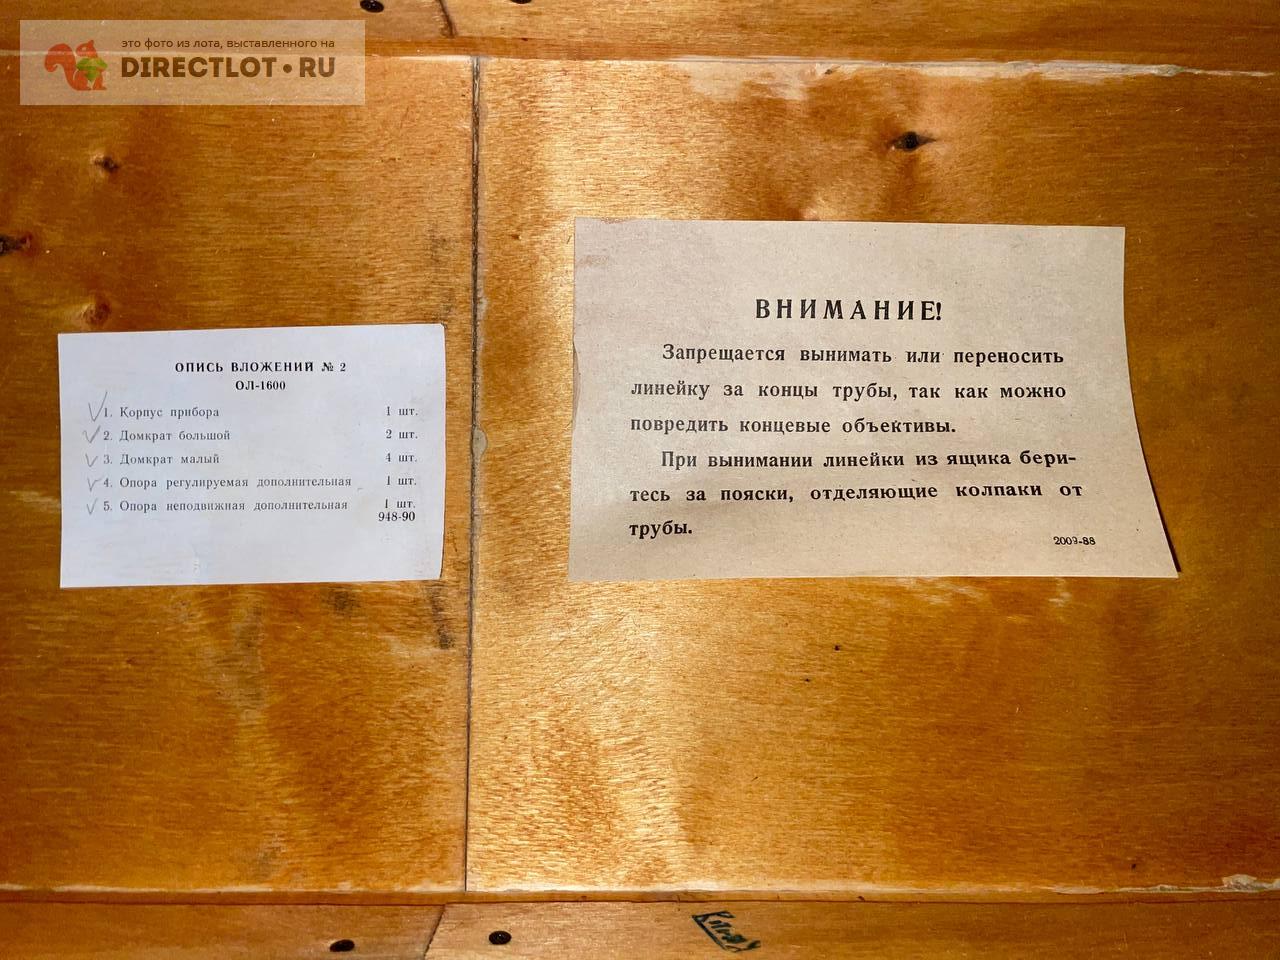 это фото из лота, выставленного на
DIRECTLOT.RU
ОПИСЬ ВЛОЖЕНИЙ № 2
ОЛ-1600
1. Корпус прибора 1 шт.
2. Домкрат большой 2 шт.
3. Домкрат малый 4 шт.
4. Опора регулируемая дополнительная 1 шт.
5. Опора неподвижная дополнительная 1 шт.
948-90
ВНИМАНИЕ!
Запрещается вынимать или переносить
линейку за концы трубы, так как можно
повредить концевые объективы.
При вынимании линейки из ящика бери-
тесь за пояски, отделяющие колпаки от
трубы.
2009-88